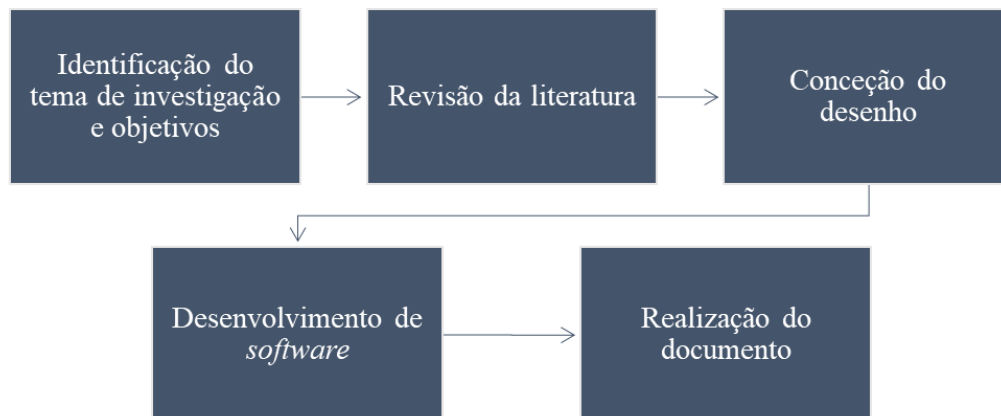 Identificação do
tema de investigação
e objetivos
Revisão da literatura
Conceção do
desenho
Desenvolvimento de
software
Realização do
documento